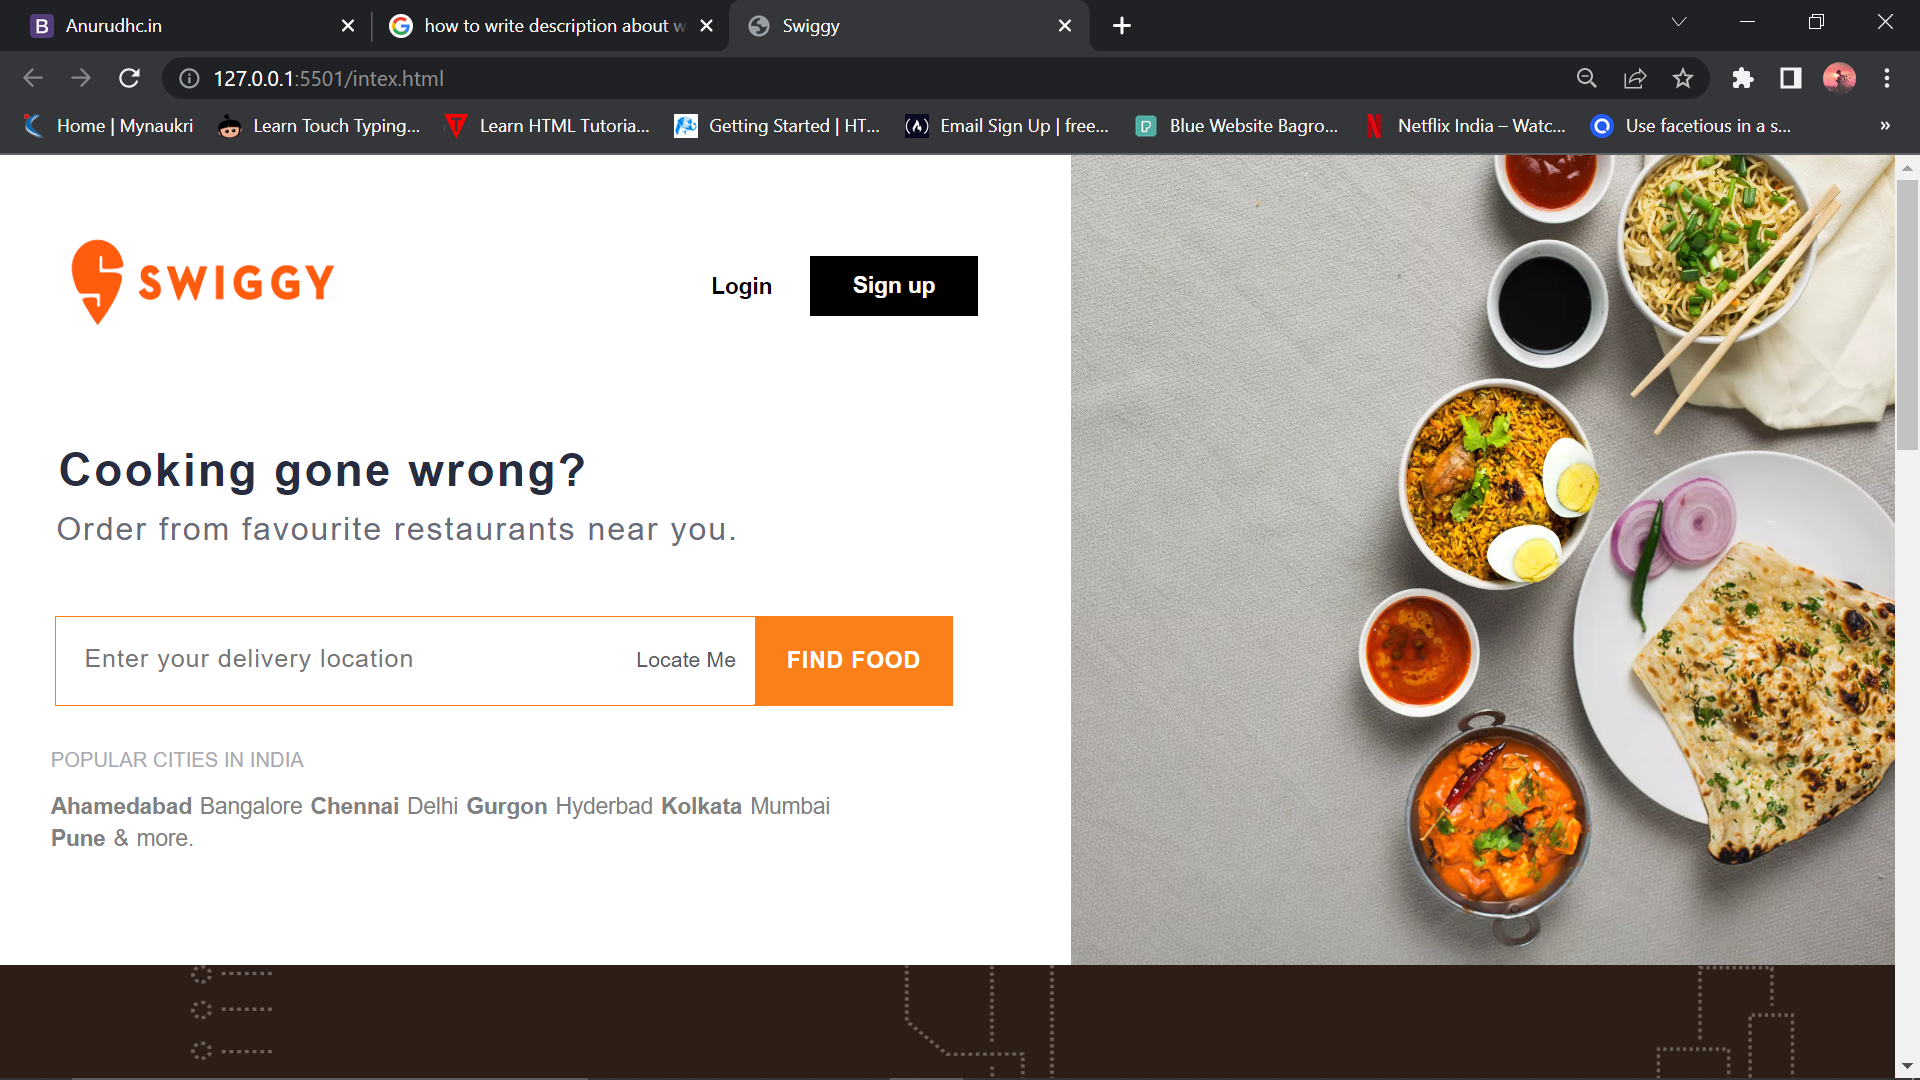 B Anurudhc.in
how to write description about w
Swiggy
127.0.0.1:5501/intex.html
Home | Mynaukri
Learn Touch Typing...
Learn HTML Tutoria...
Getting Started | HT...
Email Sign Up | free...
Blue Website Bagro...
Netflix India – Watc...
Use facetious in a s...
»
SWIGGY
Login
Sign up
Cooking gone wrong?
Order from favourite restaurants near you.
Enter your delivery location
Locate Me
FIND FOOD
POPULAR CITIES IN INDIA
Ahamedabad Bangalore Chennai Delhi Gurgon Hyderbad Kolkata Mumbai
Pune & more.